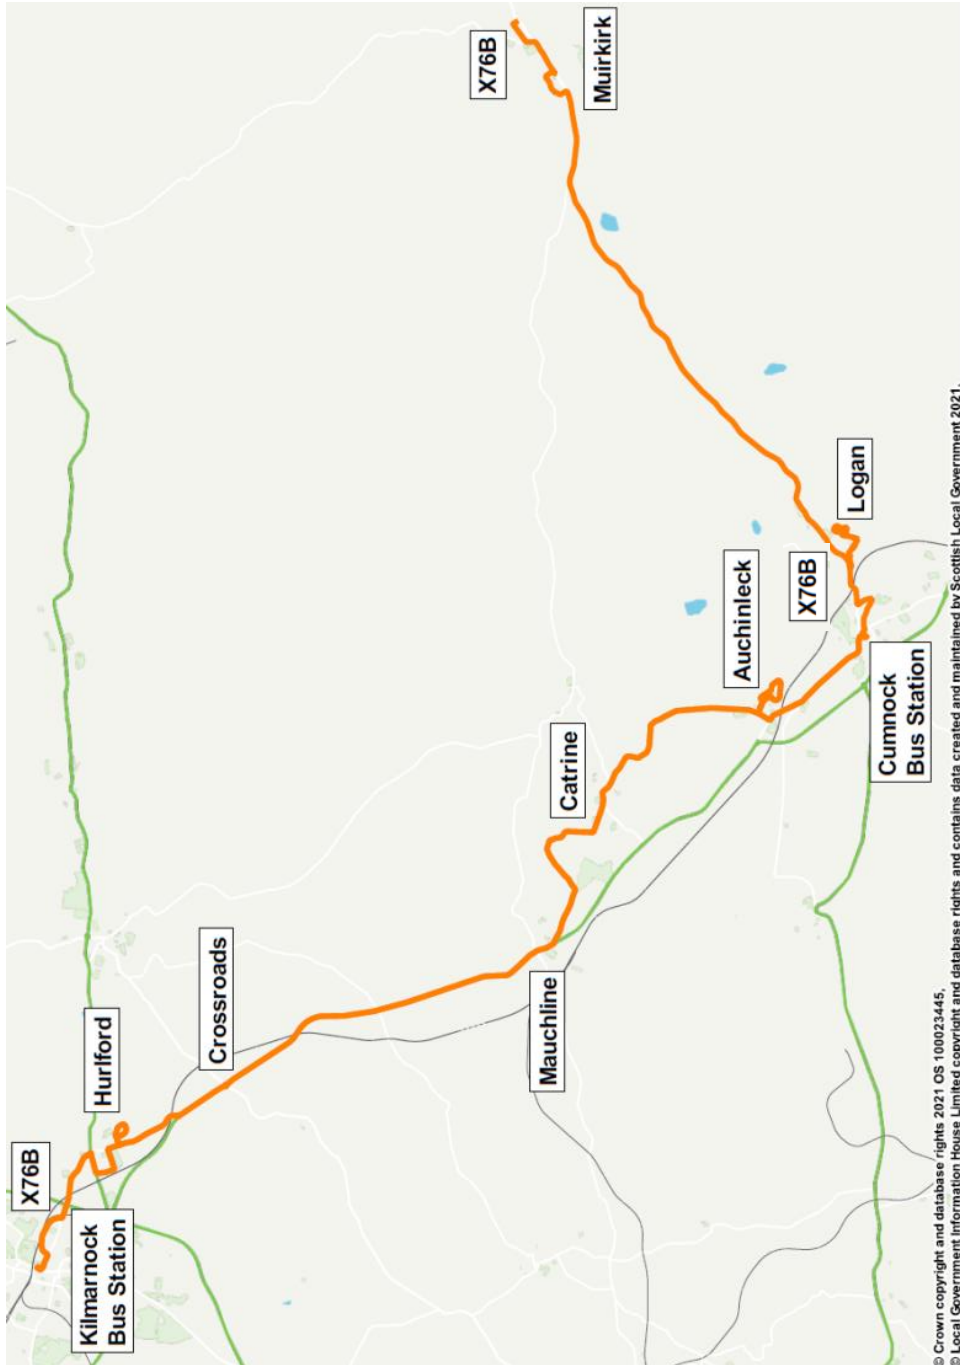 X76B
Kilmarnock
Bus Station
Hurlford
Crossroads
Mauchline
Catrine
Auchinleck
Cumnock
Bus Station
X76B
Logan
Muirkirk
X76B
© Crown copyright and database rights 2021 OS 100023445.
© Local Government Information House Limited copyright and database rights and contains data created and maintained by Scottish Local Government 2021.